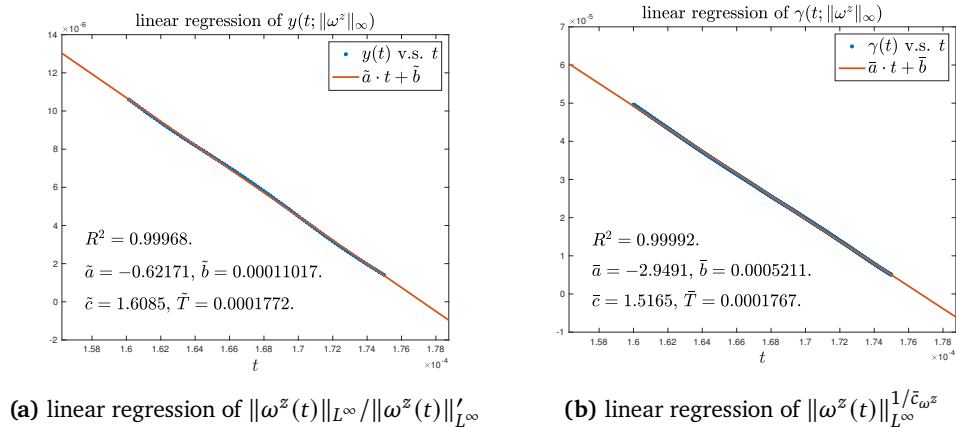 linear regression of y(t; ‖ω^z‖_∞)
×10^-6
14
12
10
8
6
4
2
0
-2
y(t) v.s. t
ã · t + b̃
R² = 0.99968.
ã = −0.62171, b̃ = 0.00011017.
c̃ = 1.6085, T̃ = 0.0001772.
1.58 1.6 1.62 1.64 1.66 1.68 1.7 1.72 1.74 1.76 1.78
×10^-4
t
(a) linear regression of ‖ω^z(t)‖_{L^∞}/‖ω^z(t)‖'_{L^∞}
linear regression of γ(t; ‖ω^z‖_∞)
×10^-5
7
6
5
4
3
2
1
0
-1
γ(t) v.s. t
ā · t + b̄
R² = 0.99992.
ā = −2.9491, b̄ = 0.0005211.
c̄ = 1.5165, T̄ = 0.0001767.
1.58 1.6 1.62 1.64 1.66 1.68 1.7 1.72 1.74 1.76 1.78
×10^-4
t
(b) linear regression of ‖ω^z(t)‖_{L^∞}^{1/c̄_{ω^z}}